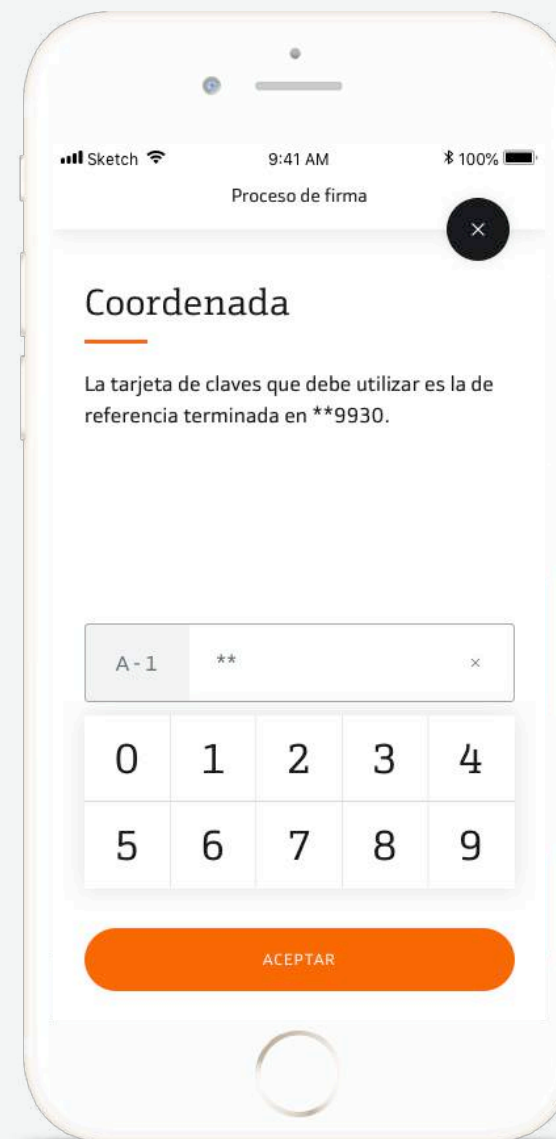 Sketch 9:41 AM 100%
Proceso de firma
×
Coordenada
La tarjeta de claves que debe utilizar es la de
referencia terminada en **9930.
A - 1 ** ×
0 1 2 3 4
5 6 7 8 9
ACEPTAR